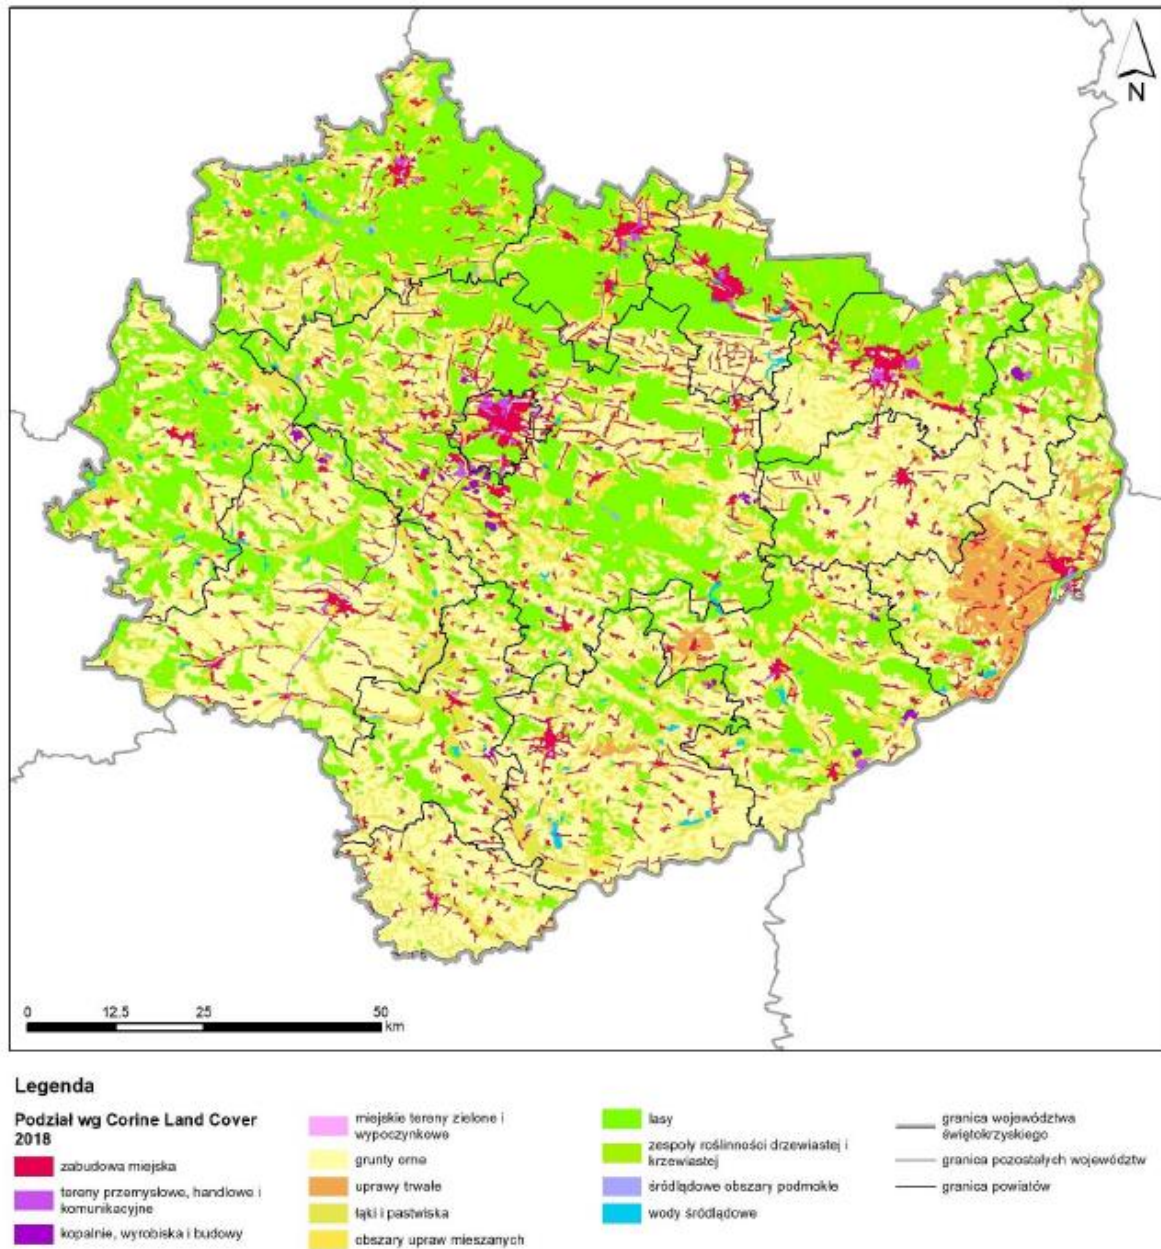 N
0 12.5 25 50
km
Legenda
Podział wg Corine Land Cover
2018
zabudowa miejska
tereny przemysłowe, handlowe i
komunikacyjne
kopalnie, wyrobiska i budowy
miejskie tereny zielone i
wypoczynkowe
grunty orne
uprawy trwałe
łąki i pastwiska
obszary upraw mieszanych
lasy
zespoły roślinności drzewiastej i
krzewiastej
śródlądowe obszary podmokłe
wody śródlądowe
granica województwa
świętokrzyskiego
granica pozostałych województw
granica powiatów